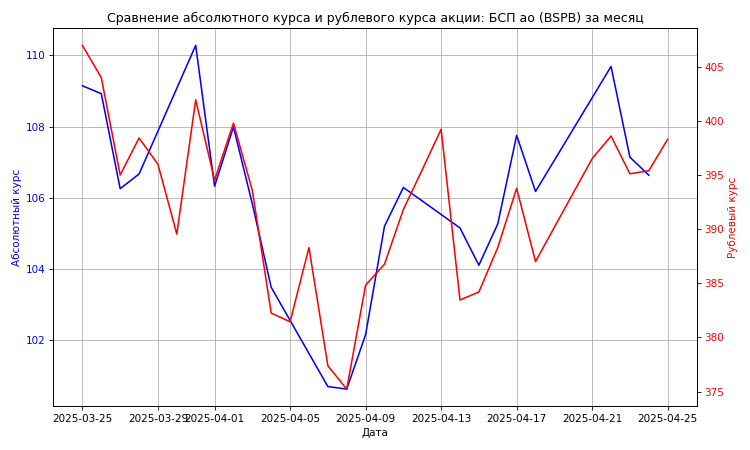 Сравнение абсолютного курса и рублевого курса акции: БСП ао (BSPB) за месяц
110
108
106
104
102
Абсолютный курс
405
400
395
390
385
380
375
Рублевый курс
2025-03-25 2025-03-29 2025-04-01 2025-04-05 2025-04-09 2025-04-13 2025-04-17 2025-04-21 2025-04-25
Дата